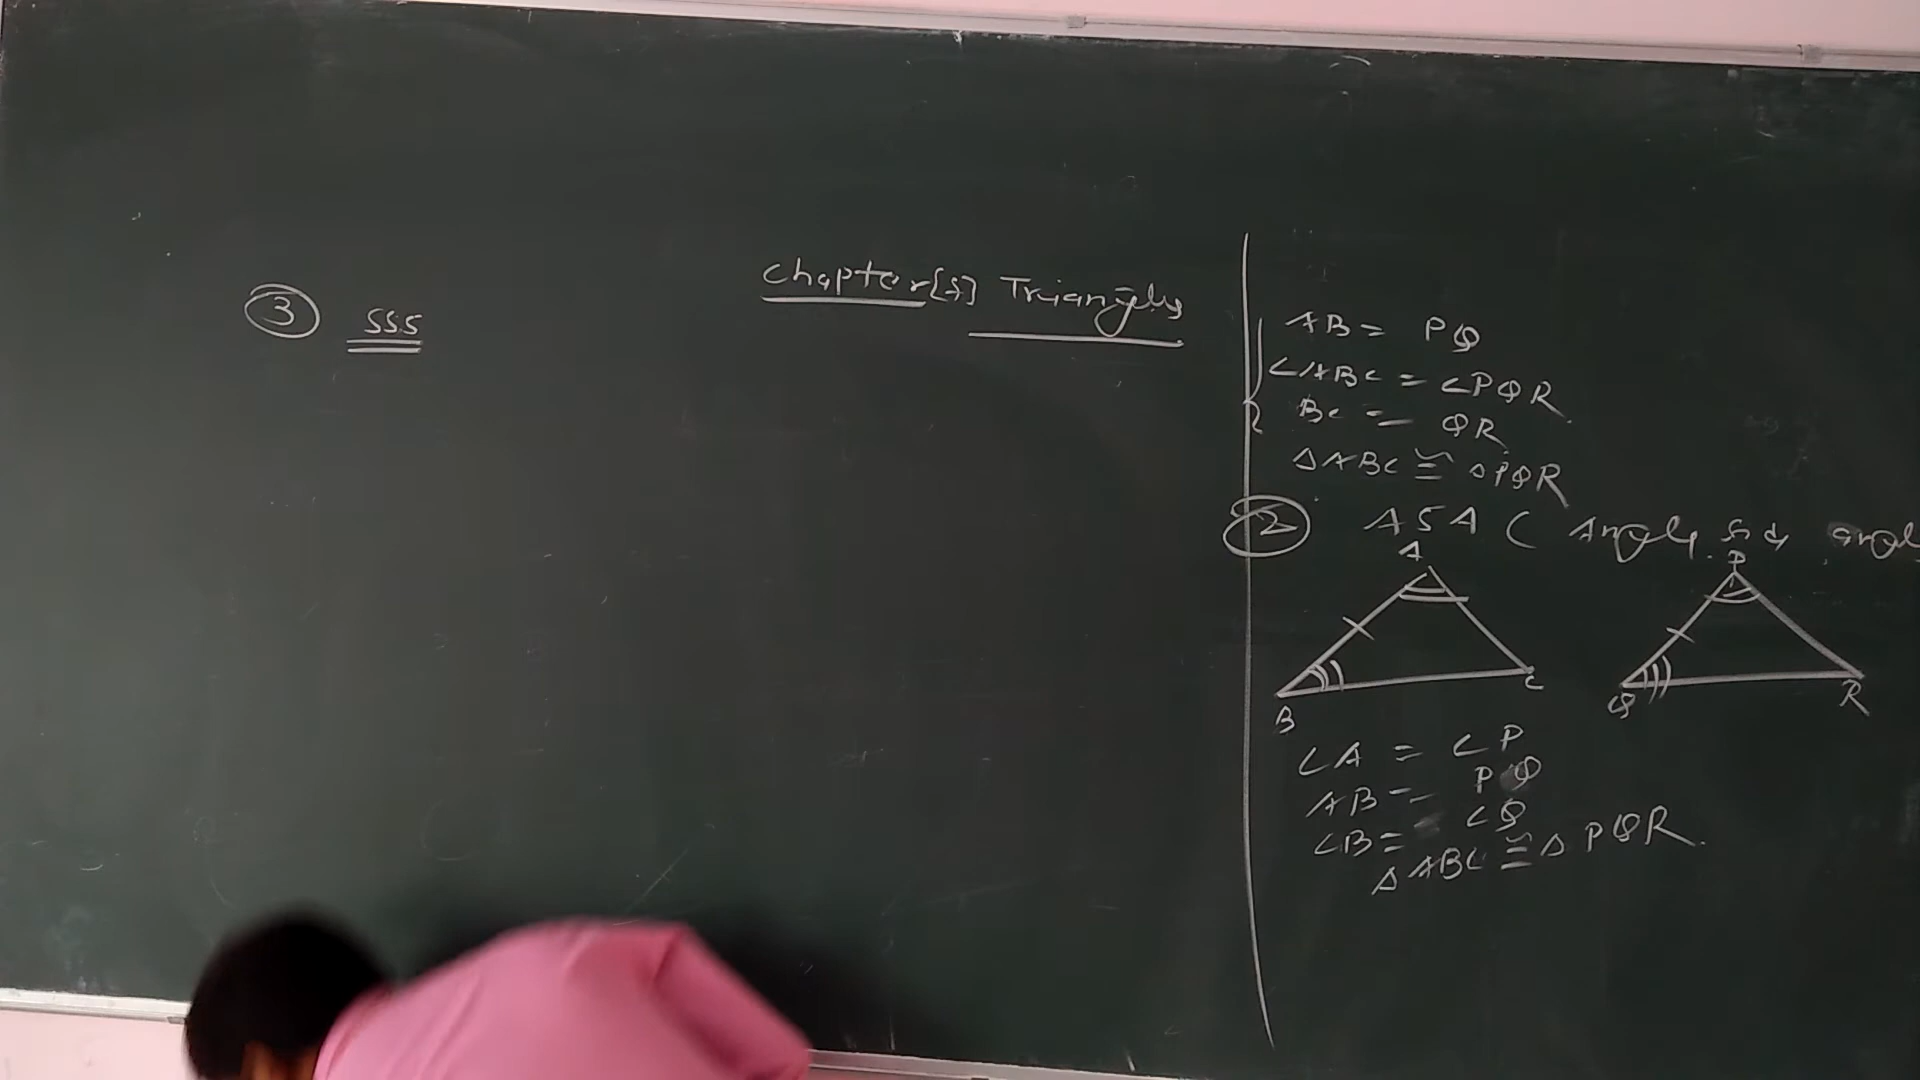 Chapter [5] Triangles
③ SSS
AB = PQ
∠ABC = ∠PQR.
BC = QR
△ABC ≅ △PQR
② ASA ( Angle side angle
A
P
B
C
Q
R
∠A = ∠P
AB = PQ
∠B = ∠Q
△ABC ≅ △PQR.